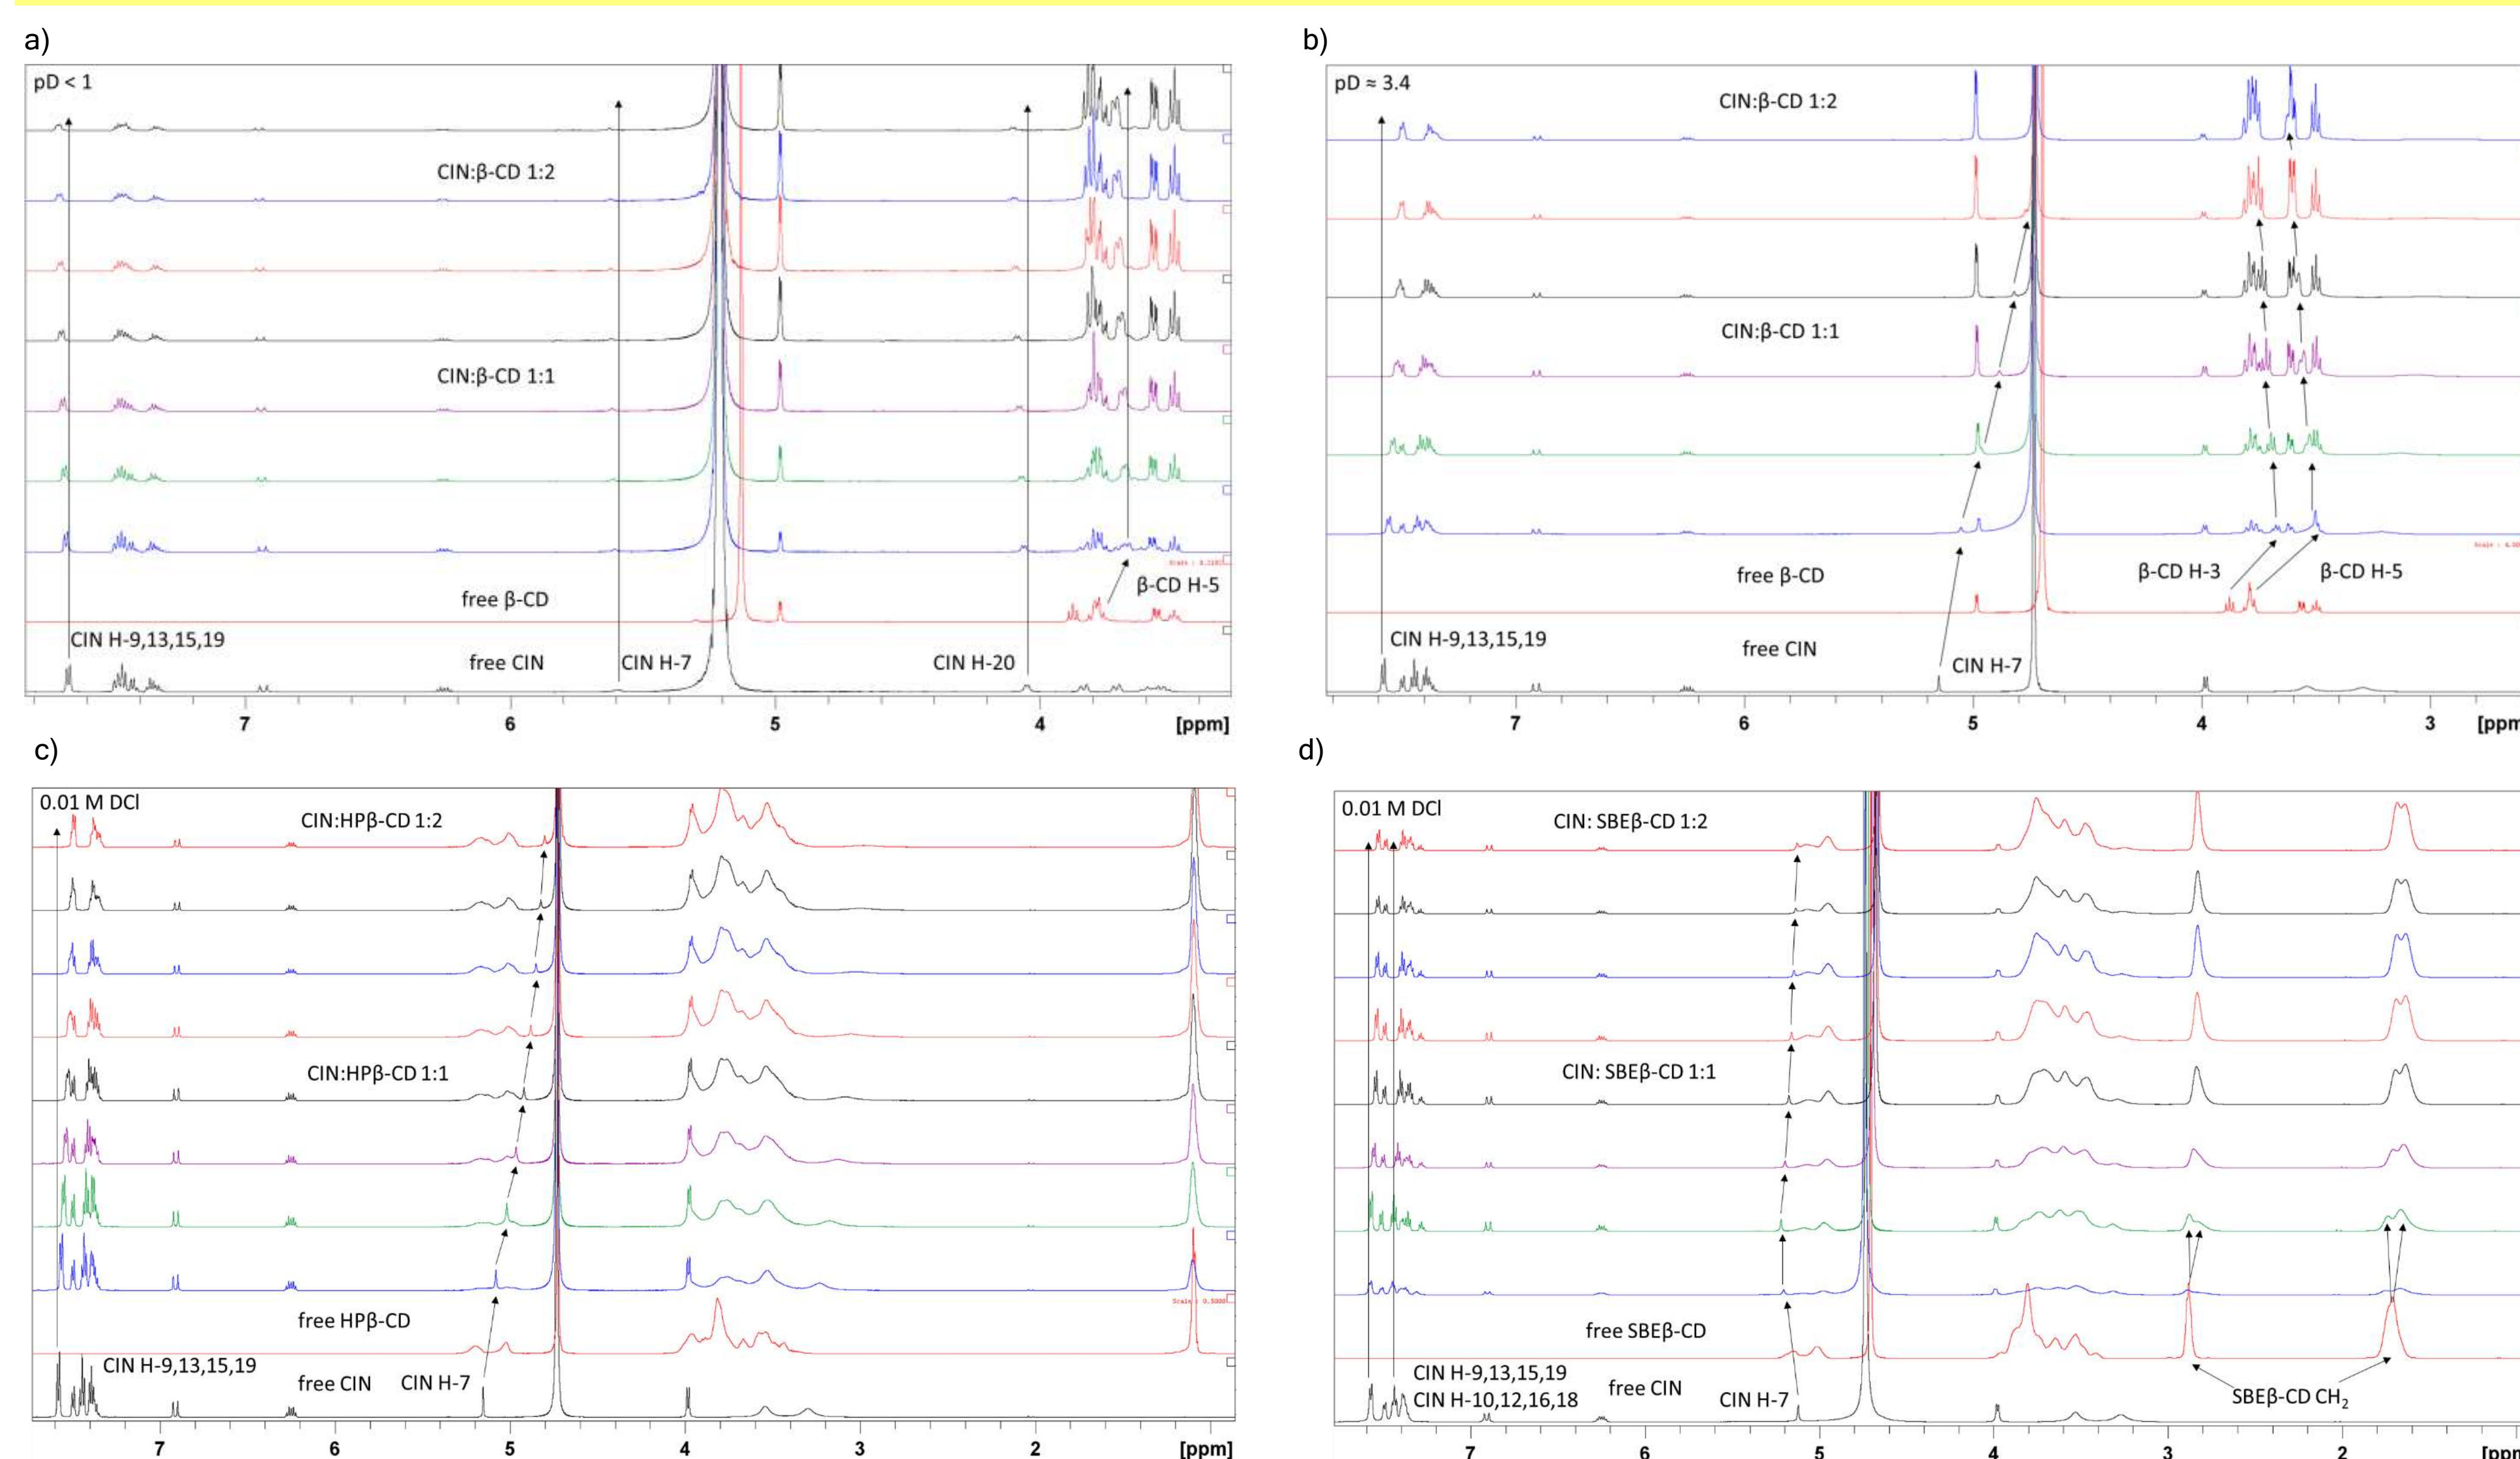 a)
pD < 1
CIN:β-CD 1:2
CIN:β-CD 1:1
free β-CD
β-CD H-5
CIN H-9,13,15,19
free CIN
CIN H-7
CIN H-20
7 6 5 4 [ppm]
b)
pD ≈ 3.4
CIN:β-CD 1:2
CIN:β-CD 1:1
free β-CD
β-CD H-3
β-CD H-5
CIN H-9,13,15,19
free CIN
CIN H-7
7 6 5 4 3 [ppm
c)
0.01 M DCl
CIN:HPβ-CD 1:2
CIN:HPβ-CD 1:1
Scale : 0.5000
free HPβ-CD
CIN H-9,13,15,19
free CIN
CIN H-7
7 6 5 4 3 2 [ppm]
d)
0.01 M DCl
CIN: SBEβ-CD 1:2
CIN: SBEβ-CD 1:1
free SBEβ-CD
CIN H-9,13,15,19
CIN H-10,12,16,18
free CIN
CIN H-7
SBEβ-CD CH₂
7 6 5 4 3 2 [ppm